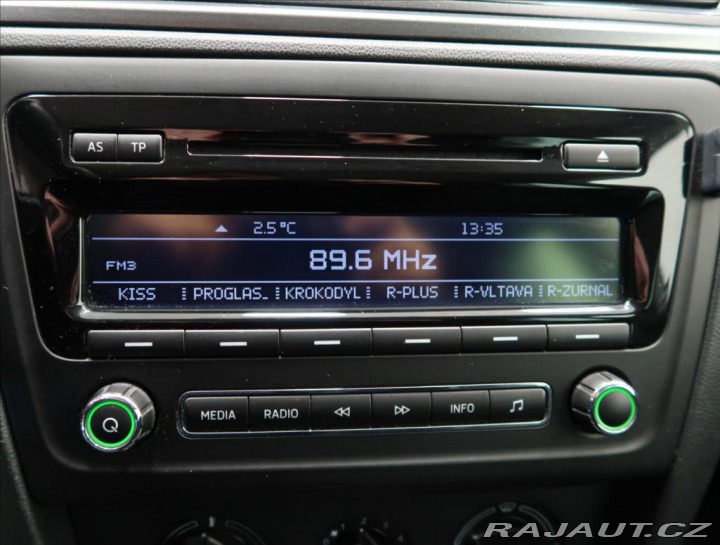 AS TP
2.5°C 13:35
89.6 MHz
FM3
KISS PROGLAS_ KROKODYL R-PLUS R-VLTAVA R-ZURNAL
MEDIA RADIO INFO
RAJAUT.CZ